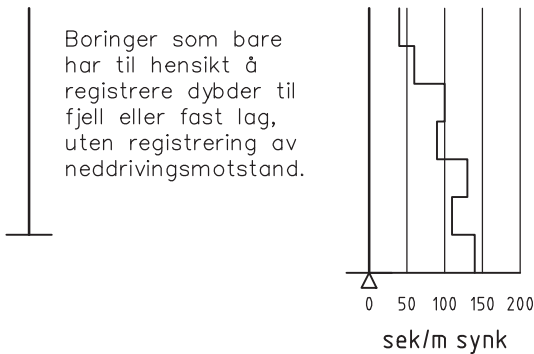 Boringer som bare
har til hensikt å
registrere dybder til
fjell eller fast lag,
uten registrering av
neddrivingsmotstand.
0 50 100 150 200
sek/m synk